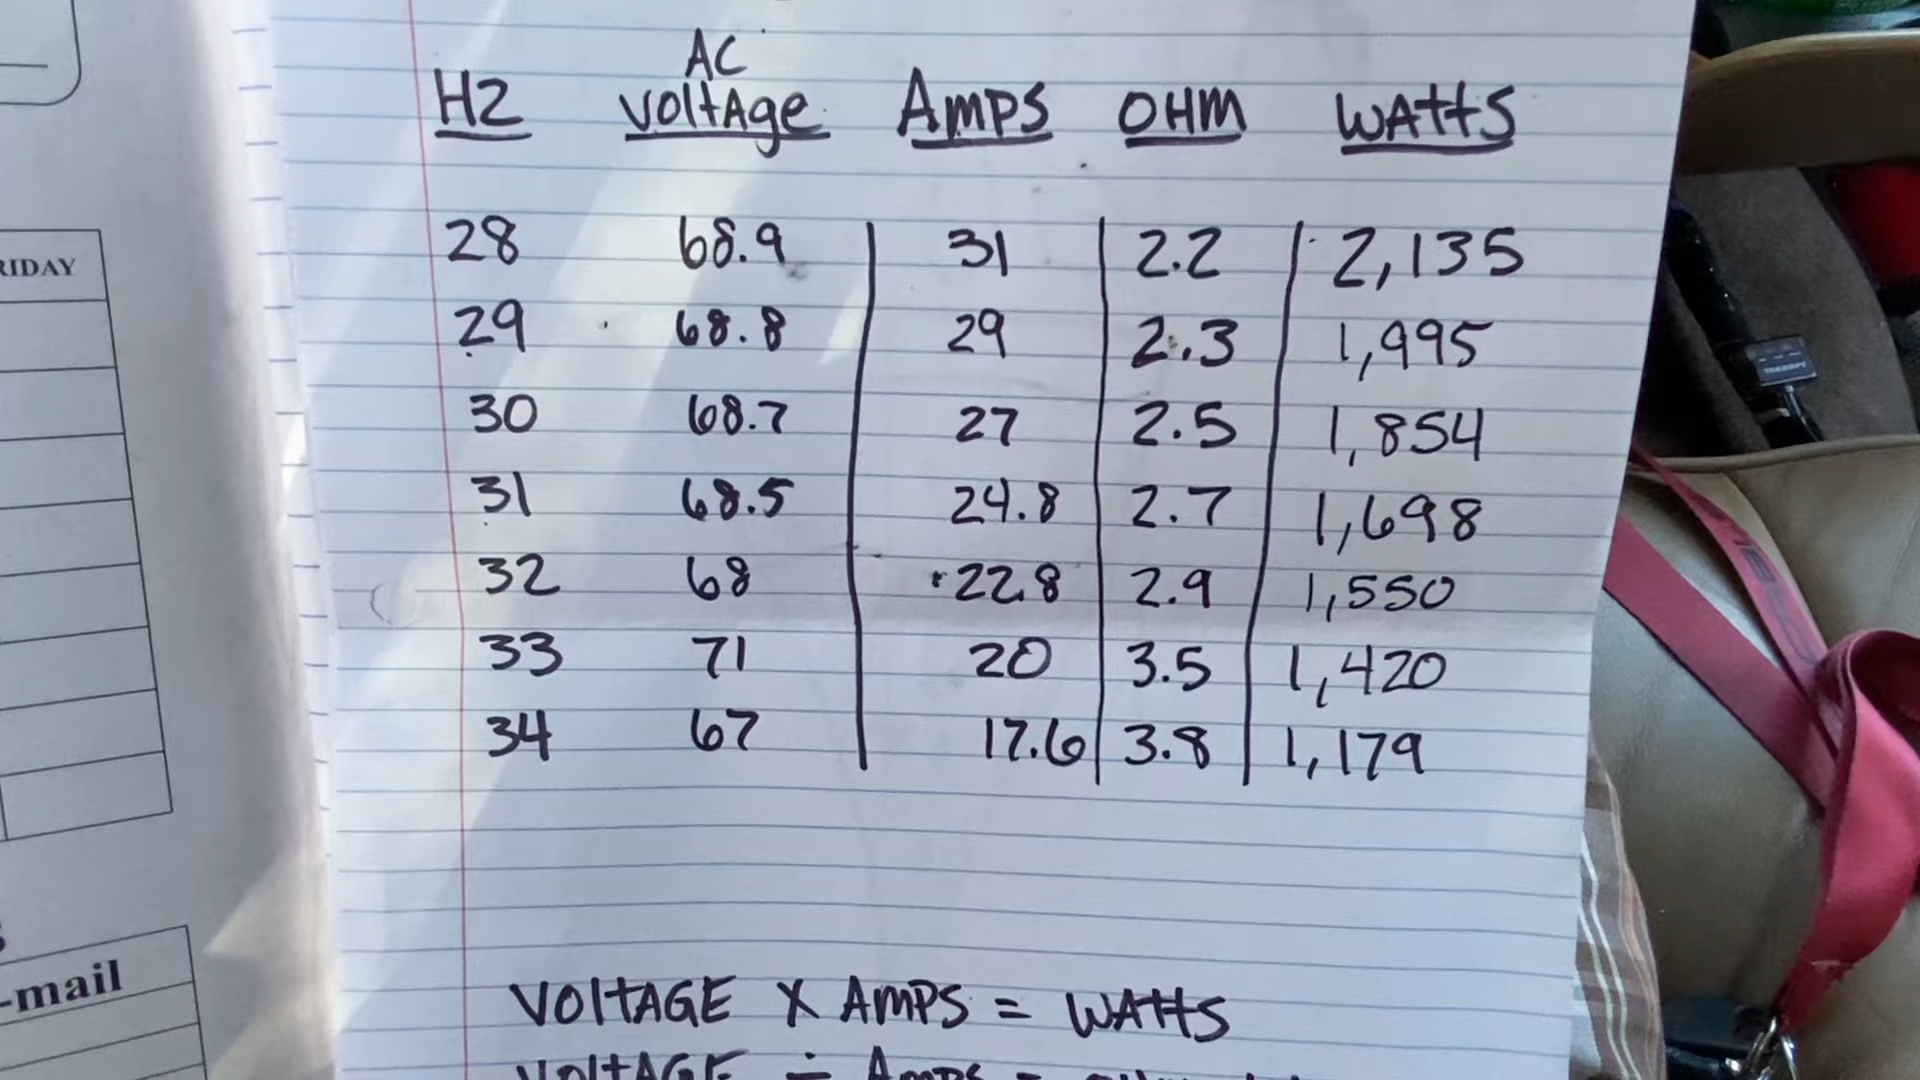 AC
HZ Voltage Amps OHM WAttS
28 68.9 31 2.2 2,135
29 68.8 29 2.3 1,995
30 68.7 27 2.5 1,854
31 68.5 24.8 2.7 1,698
32 68 22.8 2.9 1,550
33 71 20 3.5 1,420
34 67 17.6 3.8 1,179
VOltAGE X AMPS = WAttS
VOltAGE ÷ AMPS = OHM
RIDAY
-mail